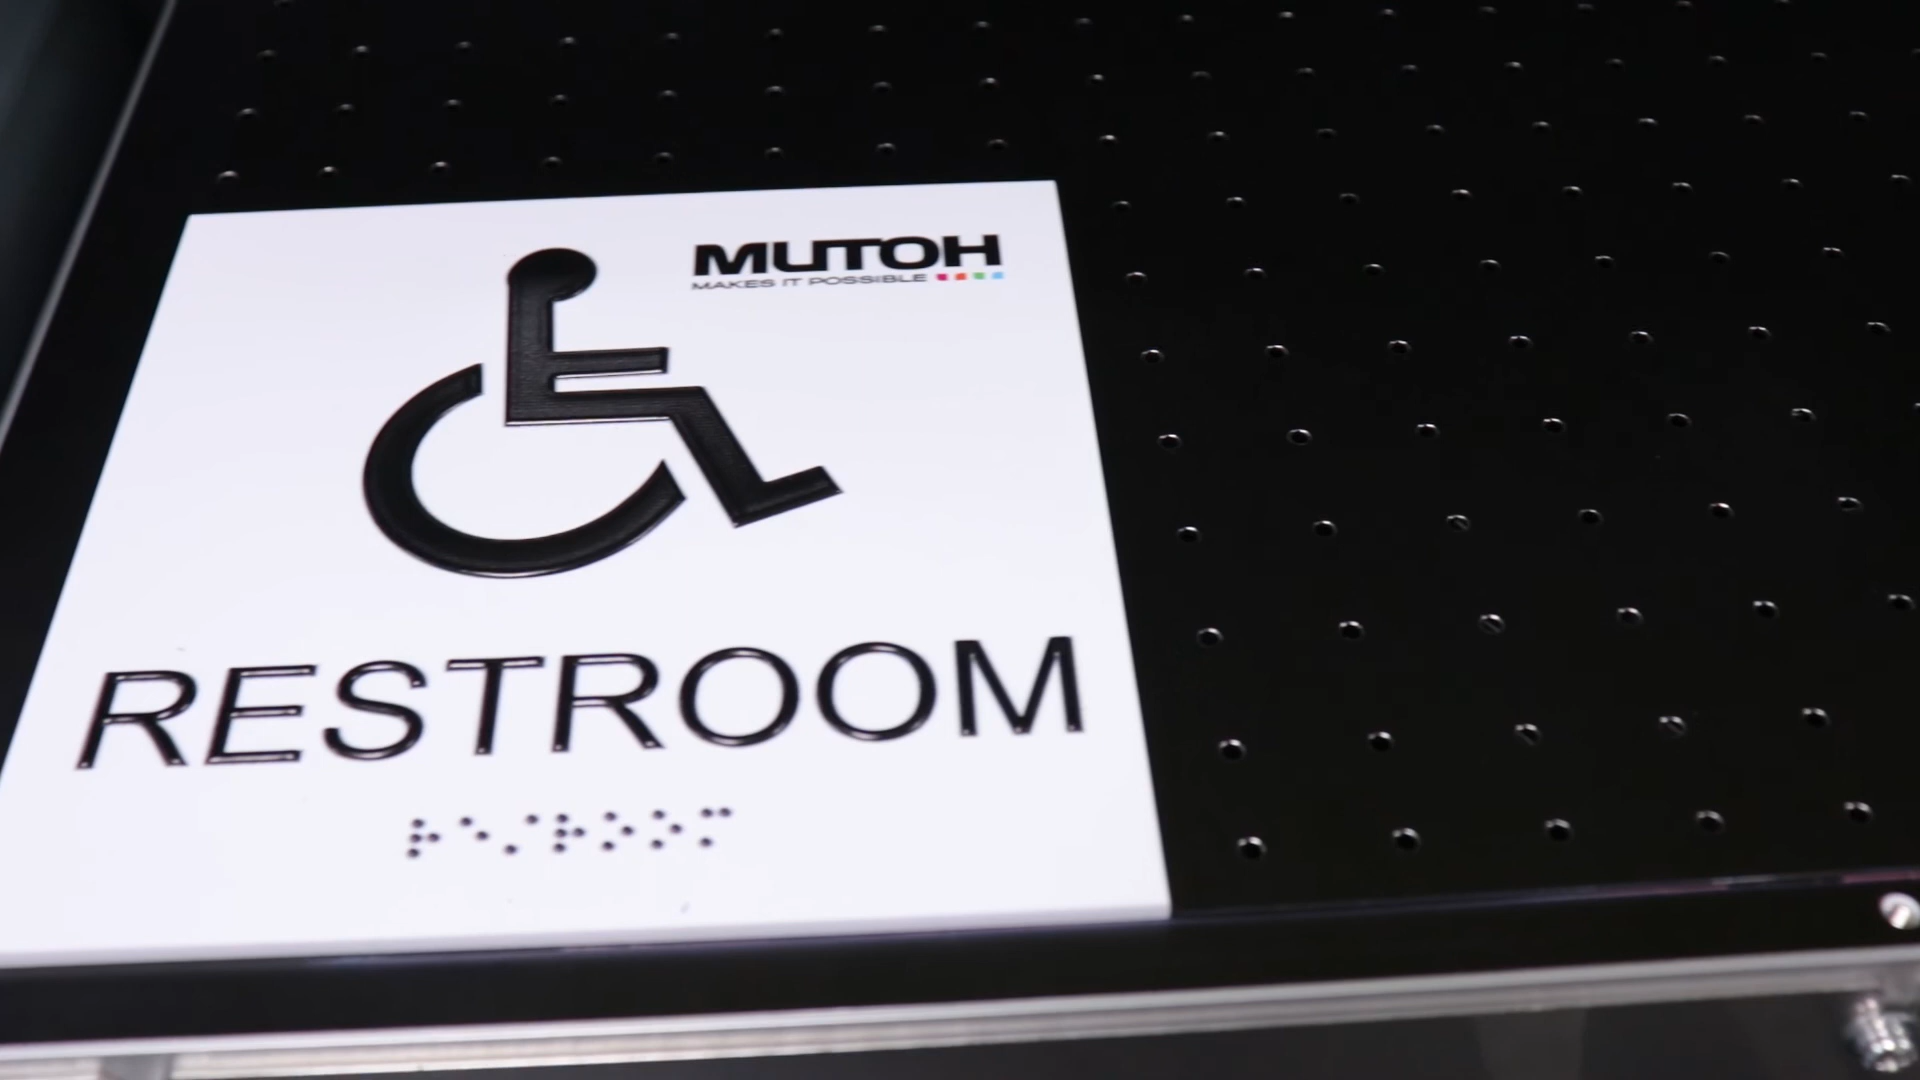 MUTOH
MAKES IT POSSIBLE
RESTROOM
⠗⠑⠌⠗⠕⠕⠍